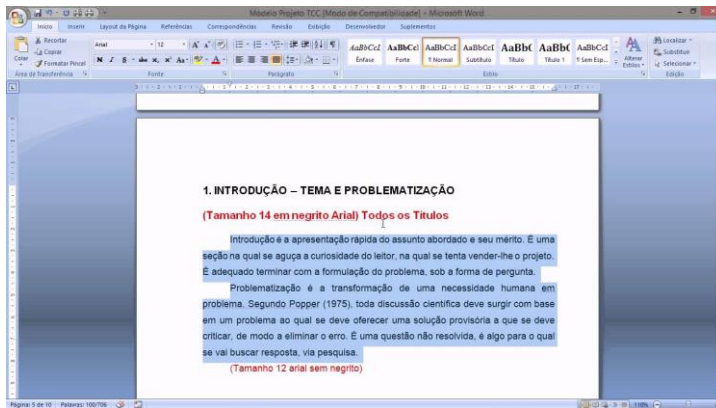 Modelo Projeto TCC [Modo de Compatibilidade] - Microsoft Word
Início Inserir Layout da Página Referências Correspondências Revisão Exibição Desenvolvedor Suplementos
Colar
Recortar
Copiar
Formatar Pincel
Área de Transferência
Arial 12
N I S abc
Fonte
Parágrafo
AaBbCcI AaBbCcI AaBbCcI AaBbCcI AaBbC AaBbC AaBbCcI
Ênfase Forte ¶ Normal Subtítulo Título Título 1 ¶ Sem Esp...
Alterar Estilos
Estilo
Localizar
Substituir
Selecionar
Edição
1. INTRODUÇÃO – TEMA E PROBLEMATIZAÇÃO
(Tamanho 14 em negrito Arial) Todos os Títulos
Introdução é a apresentação rápida do assunto abordado e seu mérito. É uma
seção na qual se aguça a curiosidade do leitor, na qual se tenta vender-lhe o projeto.
É adequado terminar com a formulação do problema, sob a forma de pergunta.
Problematização é a transformação de uma necessidade humana em
problema. Segundo Popper (1975), toda discussão científica deve surgir com base
em um problema ao qual se deve oferecer uma solução provisória a que se deve
criticar, de modo a eliminar o erro. É uma questão não resolvida, é algo para o qual
se vai buscar resposta, via pesquisa.
(Tamanho 12 arial sem negrito)
Página: 5 de 10 Palavras: 100/706 110%